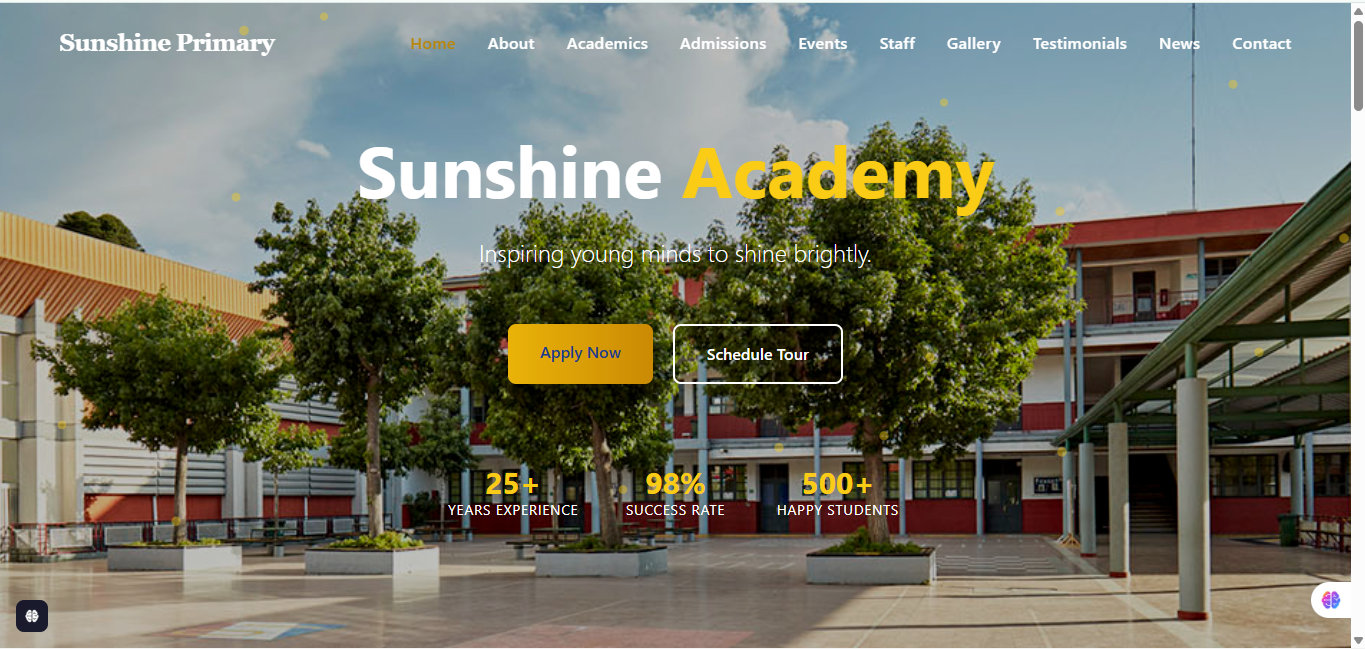 Sunshine Primary
Home About Academics Admissions Events Staff Gallery Testimonials News Contact
Sunshine Academy
Inspiring young minds to shine brightly.
Apply Now
Schedule Tour
25+ 98% 500+
YEARS EXPERIENCE SUCCESS RATE HAPPY STUDENTS